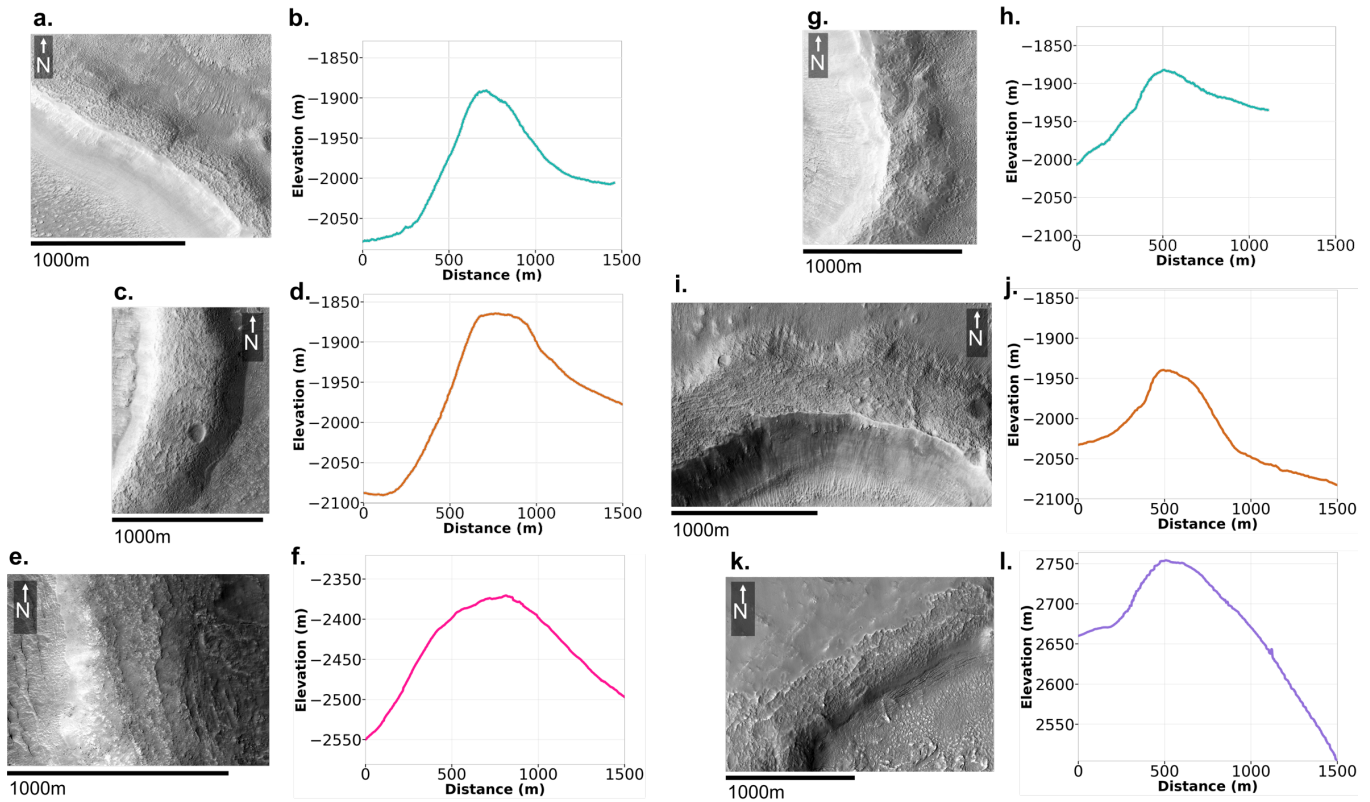 a.
N
1000m
b.
Elevation (m)
−1850
−1900
−1950
−2000
−2050
0 500 1000 1500
Distance (m)
g.
N
1000m
h.
Elevation (m)
−1850
−1900
−1950
−2000
−2050
−2100
0 500 1000 1500
Distance (m)
c.
N
1000m
d.
Elevation (m)
−1850
−1900
−1950
−2000
−2050
−2100
0 500 1000 1500
Distance (m)
i.
N
1000m
j.
Elevation (m)
−1850
−1900
−1950
−2000
−2050
−2100
0 500 1000 1500
Distance (m)
e.
N
1000m
f.
Elevation (m)
−2350
−2400
−2450
−2500
−2550
0 500 1000 1500
Distance (m)
k.
N
1000m
l.
Elevation (m)
2750
2700
2650
2600
2550
0 500 1000 1500
Distance (m)